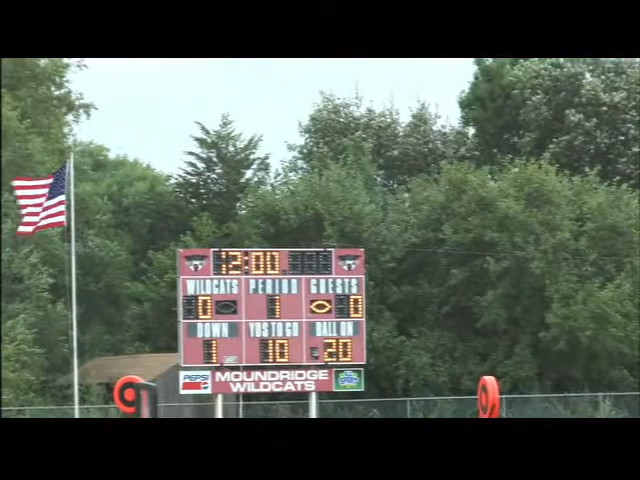 12:00
WILDCATS PERIOD GUESTS
0 1 0
DOWN YDS TO GO BALL ON
1 10 20
PEPSI MOUNDRIDGE
WILDCATS